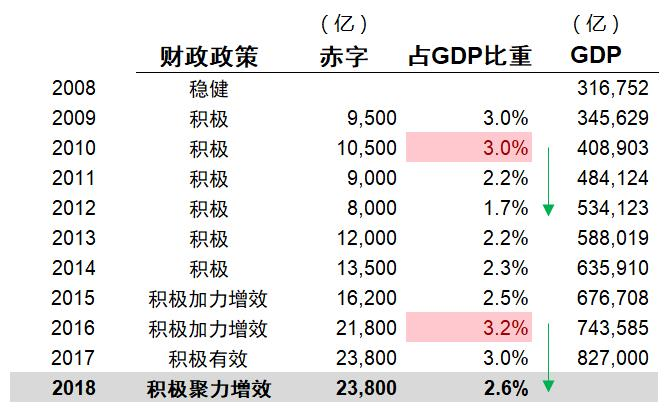 （亿） （亿）
财政政策 赤字 占GDP比重 GDP
2008 稳健 316,752
2009 积极 9,500 3.0% 345,629
2010 积极 10,500 3.0% 408,903
2011 积极 9,000 2.2% 484,124
2012 积极 8,000 1.7% 534,123
2013 积极 12,000 2.2% 588,019
2014 积极 13,500 2.3% 635,910
2015 积极加力增效 16,200 2.5% 676,708
2016 积极加力增效 21,800 3.2% 743,585
2017 积极有效 23,800 3.0% 827,000
2018 积极聚力增效 23,800 2.6%